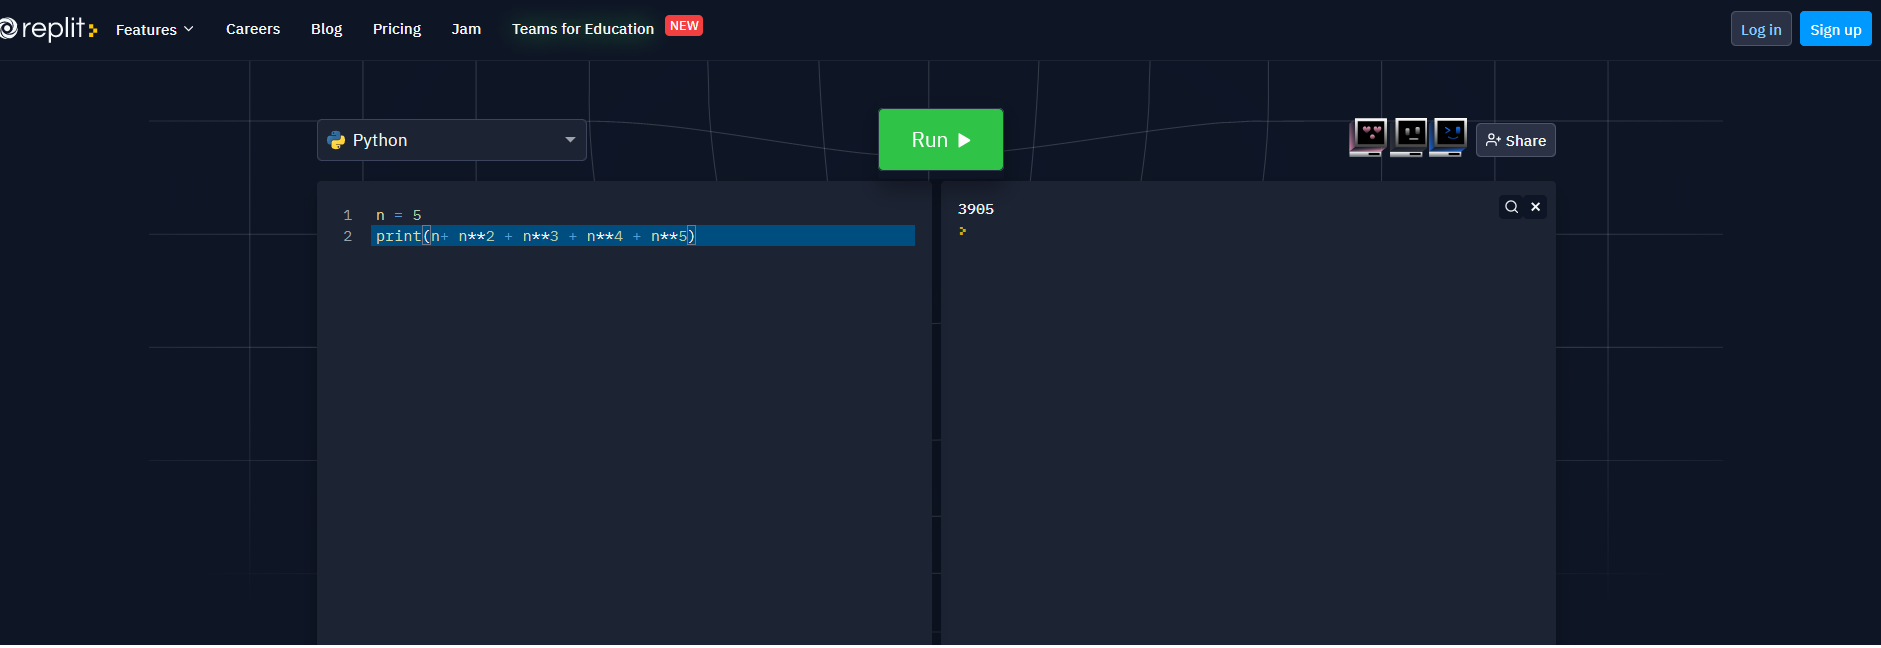 replit Features Careers Blog Pricing Jam Teams for Education NEW Log in Sign up
Python Run Share
1 n = 5
2 print(n+ n**2 + n**3 + n**4 + n**5)
3905